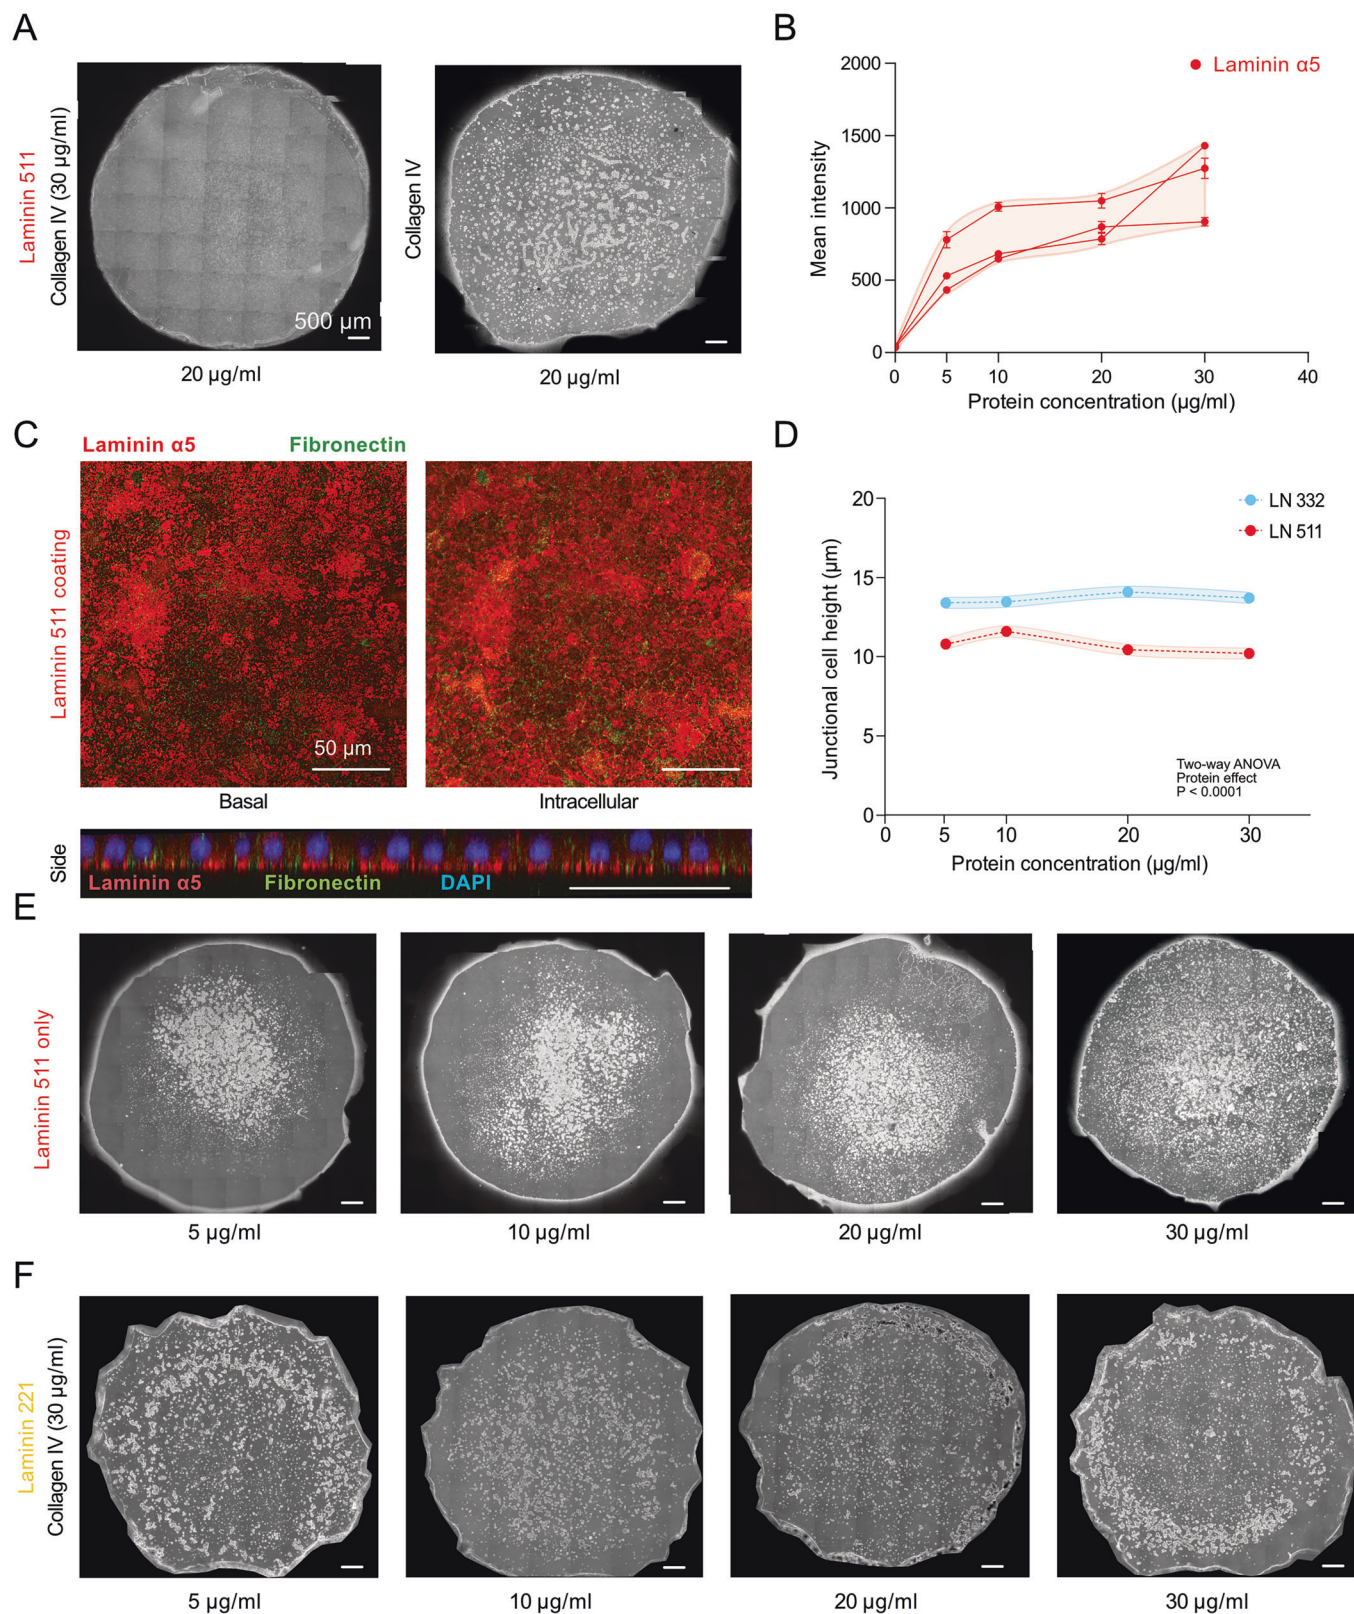 A
Laminin 511
Collagen IV (30 µg/ml)
500 µm
20 µg/ml
Collagen IV
20 µg/ml
B
Laminin α5
Mean intensity
2000
1500
1000
500
0
0
5
10
20
30
40
Protein concentration (µg/ml)
C
Laminin α5
Fibronectin
Laminin 511 coating
50 µm
Basal
Intracellular
Side
Laminin α5
Fibronectin
DAPI
D
LN 332
LN 511
Junctional cell height (µm)
20
15
10
5
0
Two-way ANOVA
Protein effect
P < 0.0001
0
5
10
20
30
Protein concentration (µg/ml)
E
Laminin 511 only
5 µg/ml
10 µg/ml
20 µg/ml
30 µg/ml
F
Laminin 221
Collagen IV (30 µg/ml)
5 µg/ml
10 µg/ml
20 µg/ml
30 µg/ml